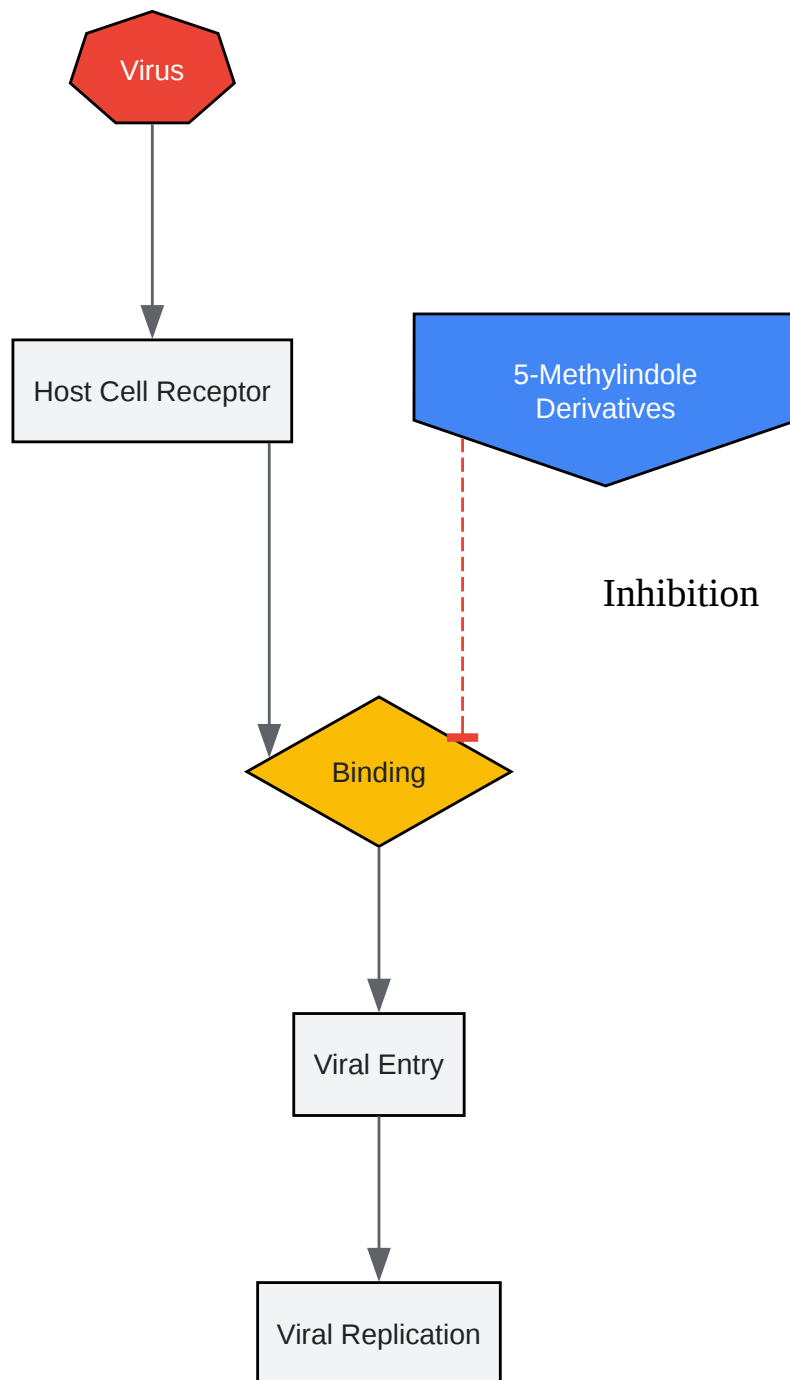 Virus
Host Cell Receptor
5-Methylindole
Derivatives
Inhibition
Binding
Viral Entry
Viral Replication